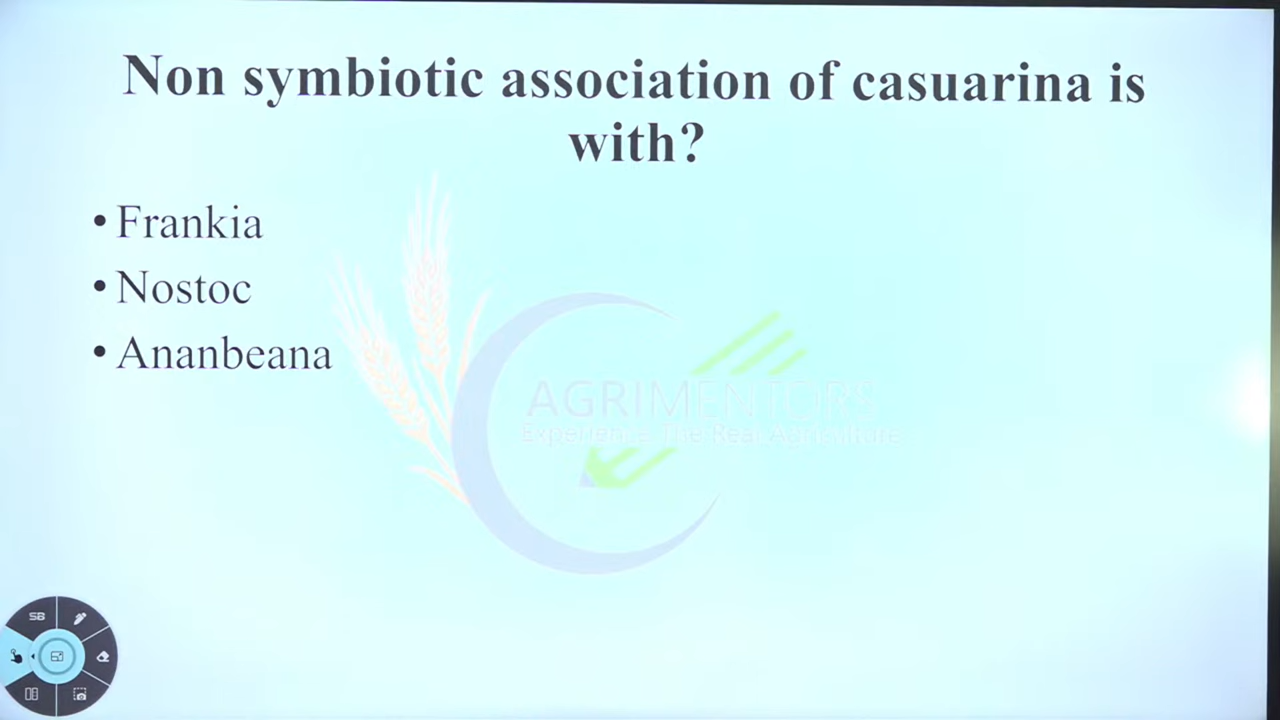 Non symbiotic association of casuarina is
with?
• Frankia
• Nostoc
• Ananbeana
AGRIMENTORS
Experience The Real Agriculture
SB